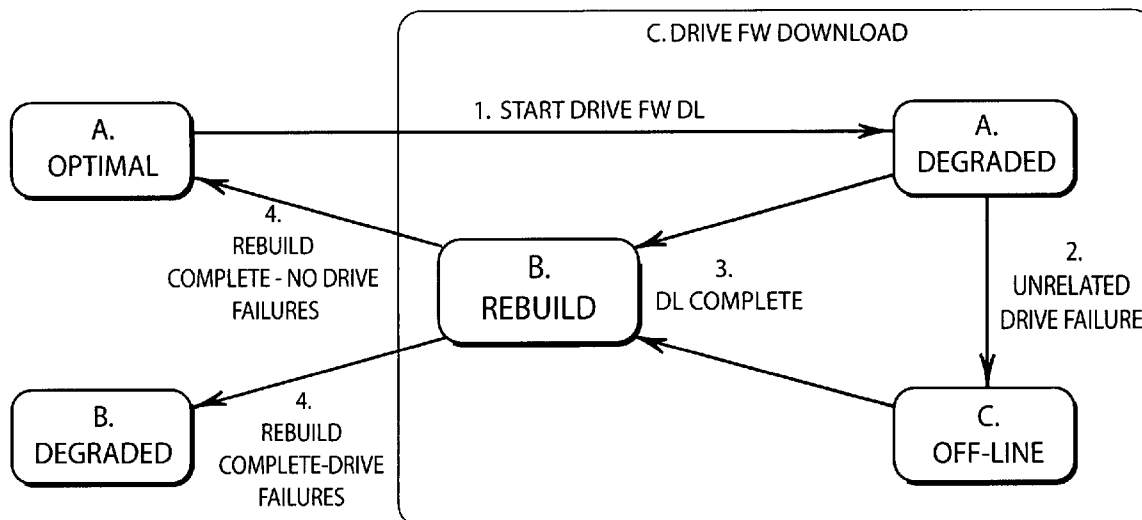 C. DRIVE FW DOWNLOAD
A.
OPTIMAL
1. START DRIVE FW DL
A.
DEGRADED
4.
REBUILD
COMPLETE - NO DRIVE
FAILURES
B.
REBUILD
3.
DL COMPLETE
2.
UNRELATED
DRIVE FAILURE
B.
DEGRADED
4.
REBUILD
COMPLETE-DRIVE
FAILURES
C.
OFF-LINE